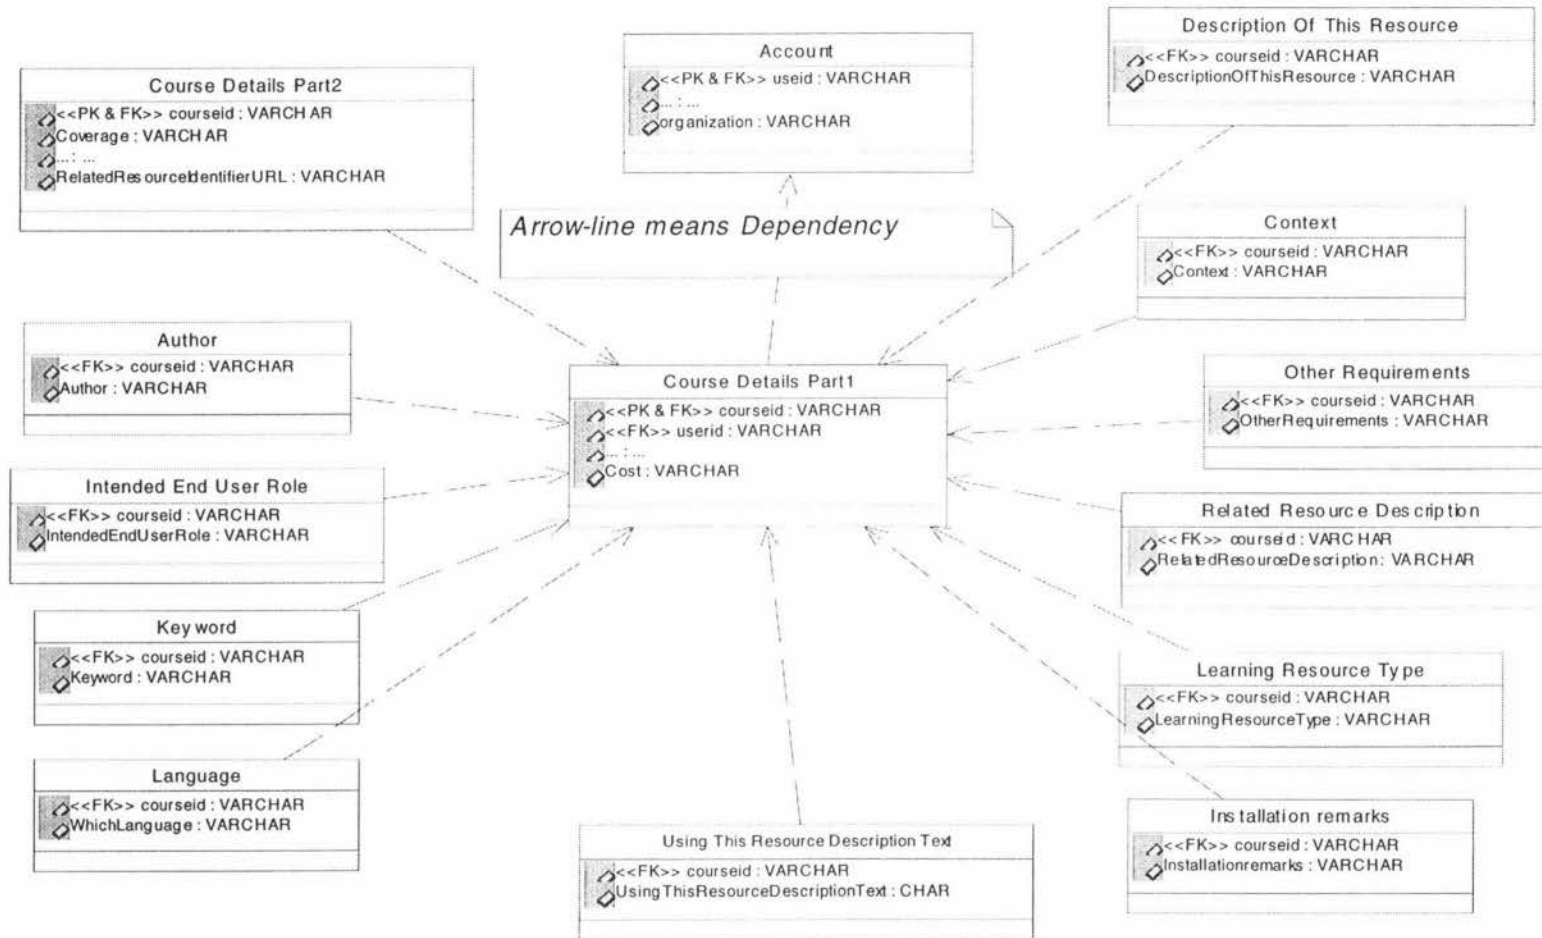 Description Of This Resource
<<FK>> courseid : VARCHAR
DescriptionOfThisResource : VARCHAR
Account
<<PK & FK>> useid : VARCHAR
... : ...
organization : VARCHAR
Course Details Part2
<<PK & FK>> courseid : VARCHAR
Coverage : VARCHAR
... : ...
RelatedResourceIdentifierURL : VARCHAR
Arrow-line means Dependency
Context
<<FK>> courseid : VARCHAR
Context : VARCHAR
Author
<<FK>> courseid : VARCHAR
Author : VARCHAR
Course Details Part1
<<PK & FK>> courseid : VARCHAR
<<FK>> userid : VARCHAR
... : ...
Cost : VARCHAR
Other Requirements
<<FK>> courseid : VARCHAR
OtherRequirements : VARCHAR
Intended End User Role
<<FK>> courseid : VARCHAR
IntendedEndUserRole : VARCHAR
Related Resource Description
<<FK>> courseid : VARCHAR
RelatedResourceDescription : VARCHAR
Keyword
<<FK>> courseid : VARCHAR
Keyword : VARCHAR
Learning Resource Type
<<FK>> courseid : VARCHAR
LearningResourceType : VARCHAR
Language
<<FK>> courseid : VARCHAR
WhichLanguage : VARCHAR
Using This Resource Description Text
<<FK>> courseid : VARCHAR
UsingThisResourceDescriptionText : CHAR
Installation remarks
<<FK>> courseid : VARCHAR
Installationremarks : VARCHAR